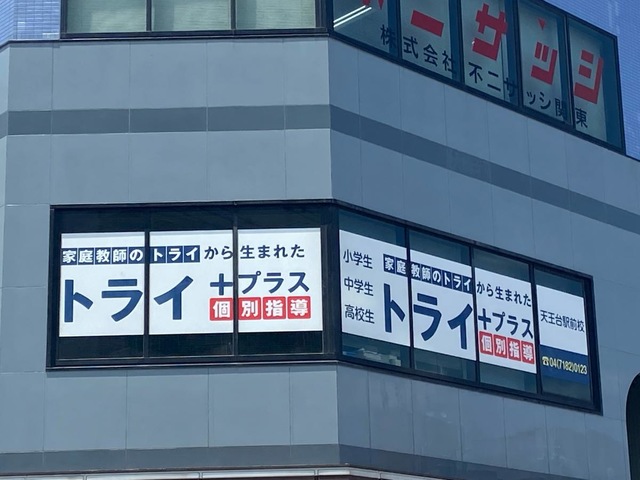 不二サッシ
株式会社 不二サッシ関東
家庭教師のトライから生まれた
トライ+プラス
個別指導
小学生
中学生
高校生
家庭教師のトライから生まれた
トライ+プラス
個別指導
天王台駅前校
☎04(7182)0123